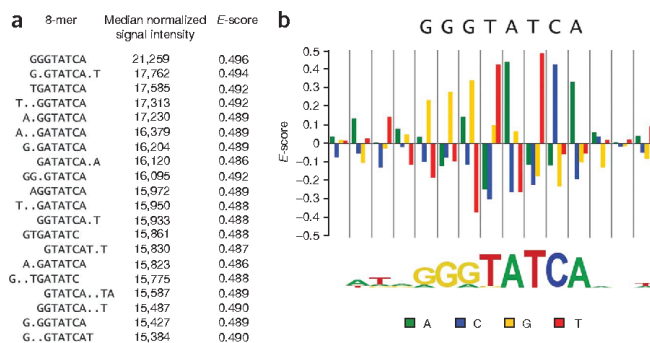 a
8-mer Median normalized signal intensity E-score
GGGTATCA 21,259 0.496
G.GTATCA.T 17,762 0.494
TGATATCA 17,585 0.492
T..GGTATCA 17,313 0.492
A.GGTATCA 17,230 0.489
A..GATATCA 16,379 0.489
G.GATATCA 16,204 0.489
GATATCA.A 16,120 0.486
GG.GTATCA 16,095 0.492
AGGTATCA 15,972 0.489
T..GATATCA 15,950 0.488
GGTATCA.T 15,933 0.488
GTGATATC 15,861 0.488
GTATCAT.T 15,830 0.487
A.GATATCA 15,823 0.486
G..TGATATC 15,775 0.488
GTATCA..TA 15,587 0.489
GGTATCA..T 15,487 0.490
G.GGTATCA 15,427 0.489
G..GTATCAT 15,384 0.490
b
G G G T A T C A
E-score
0.5
0.4
0.3
0.2
0.1
0
–0.1
–0.2
–0.3
–0.4
–0.5
GGGTATCA
A C G T